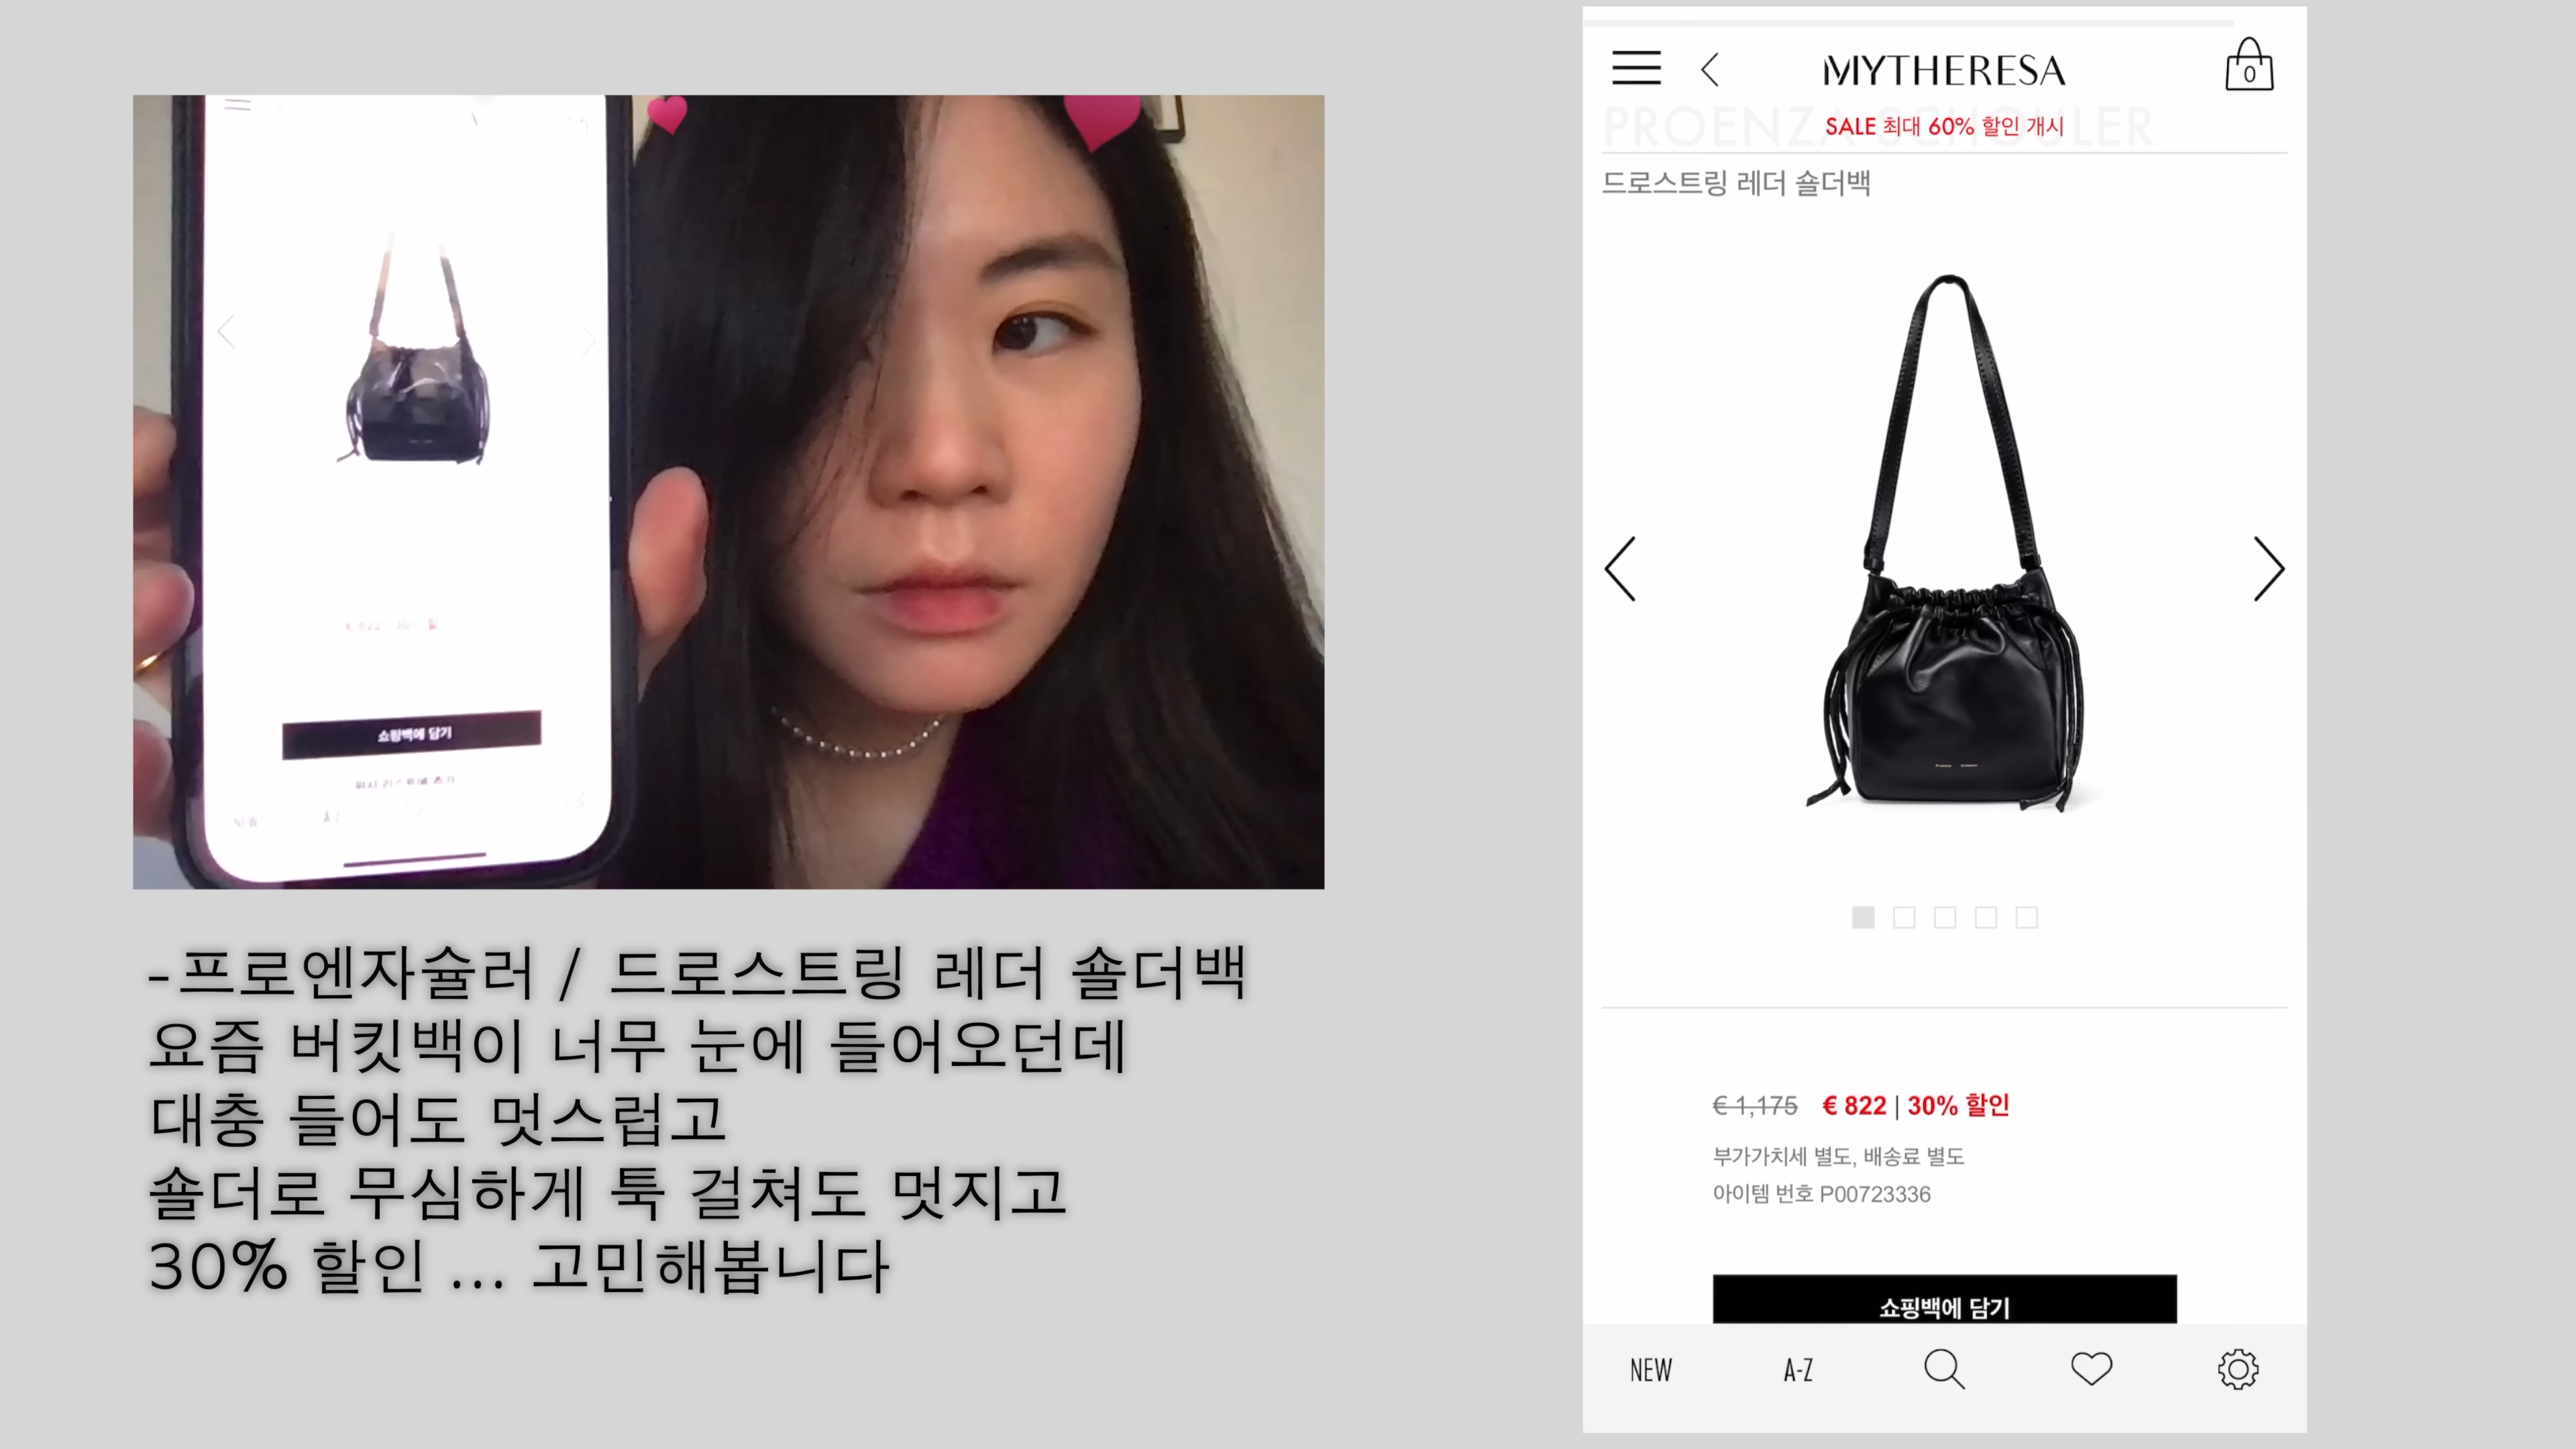 쇼핑백에 담기
-프로엔자슐러 / 드로스트링 레더 숄더백
요즘 버킷백이 너무 눈에 들어오던데
대충 들어도 멋스럽고
숄더로 무심하게 툭 걸쳐도 멋지고
30% 할인 ... 고민해봅니다
MYTHERESA
0
PROENZA SCHOULER
SALE 최대 60% 할인 개시
드로스트링 레더 숄더백
€ 1,175 € 822 | 30% 할인
부가가치세 별도, 배송료 별도
아이템 번호 P00723336
쇼핑백에 담기
NEW A-Z